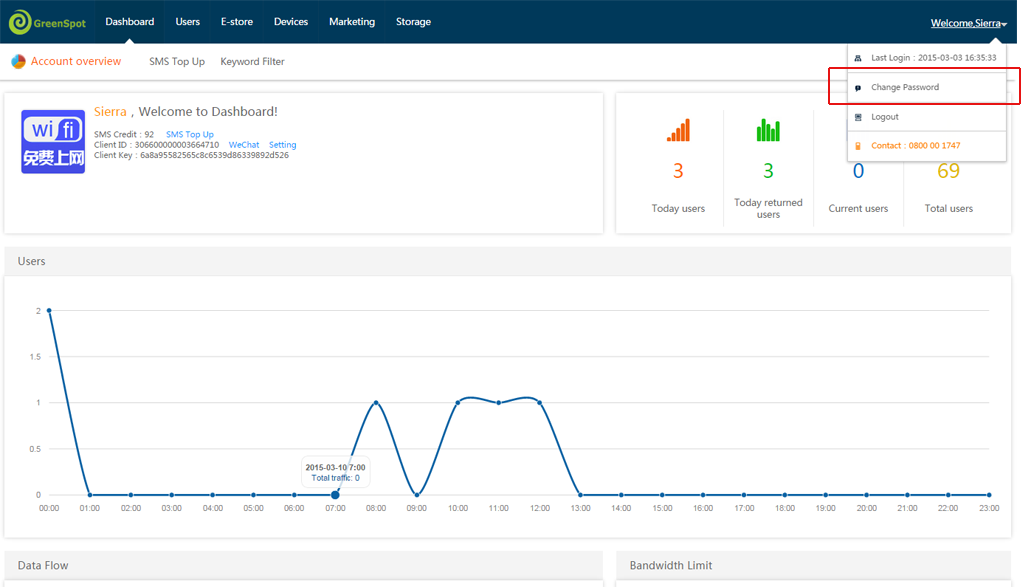 GreenSpot Dashboard Users E-store Devices Marketing Storage Welcome,Sierra
Account overview SMS Top Up Keyword Filter
Last Login : 2015-03-03 16:35:33
Change Password
Logout
Contact : 0800 00 1747
wifi
免费上网
Sierra , Welcome to Dashboard!
SMS Credit : 92 SMS Top Up
Client ID : 306600000003664710 WeChat Setting
Client Key : 6a8a95582565c8c6539d86339892d526
3 3 0 69
Today users Today returned users Current users Total users
Users
2
1.5
1
0.5
0
2015-03-10 7:00
Total traffic: 0
00:00 01:00 02:00 03:00 04:00 05:00 06:00 07:00 08:00 09:00 10:00 11:00 12:00 13:00 14:00 15:00 16:00 17:00 18:00 19:00 20:00 21:00 22:00 23:00
Data Flow Bandwidth Limit